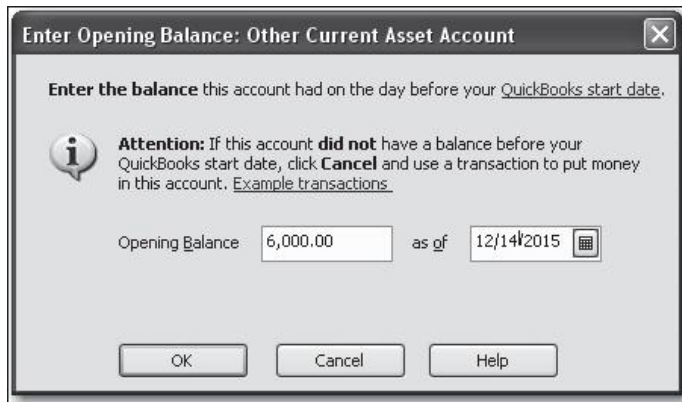 Enter Opening Balance: Other Current Asset Account
Enter the balance this account had on the day before your QuickBooks start date.
Attention: If this account did not have a balance before your
QuickBooks start date, click Cancel and use a transaction to put money
in this account. Example transactions
Opening Balance 6,000.00 as of 12/14/2015
OK Cancel Help